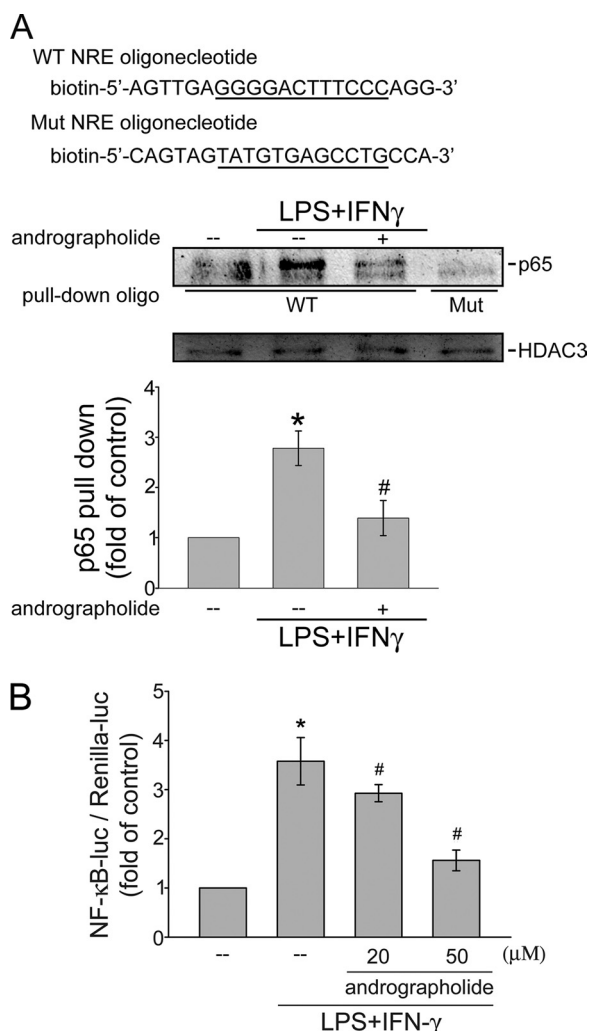 A
WT NRE oligonecleotide
biotin-5'-AGTTGAGGGGACTTTCCCAGG-3'
Mut NRE oligonecleotide
biotin-5'-CAGTAGTATGTGAGCCTGCCA-3'
LPS+IFNγ
andrographolide -- -- +
-p65
pull-down oligo WT Mut
-HDAC3
p65 pull down
(fold of control)
4
3
2
1
0
*
#
andrographolide -- -- +
LPS+IFNγ
B
NF-κB-luc / Renilla-luc
(fold of control)
5
4
3
2
1
0
*
#
#
-- -- 20 50 (μM)
andrographolide
LPS+IFN-γ